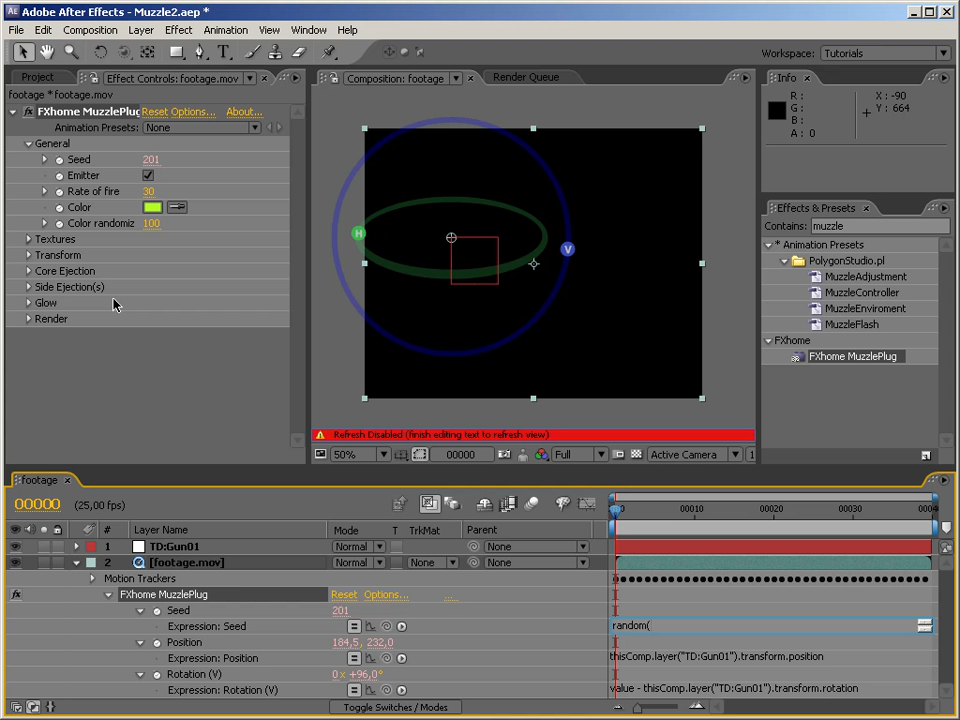 Adobe After Effects - Muzzle2.aep *
File Edit Composition Layer Effect Animation View Window Help
Workspace: Tutorials
Project Effect Controls: footage.mov
footage * footage.mov
FXhome MuzzlePlug Reset Options... About...
Animation Presets: None
General
Seed 201
Emitter
Rate of fire 30
Color
Color randomiz 100
Textures
Transform
Core Ejection
Side Ejection(s)
Glow
Render
Composition: footage Render Queue
H
V
Refresh Disabled (finish editing text to refresh view)
50% 00000 Full Active Camera 1
Info
R :
G :
B :
A : 0
X : -90
Y : 664
Effects & Presets
Contains: muzzle
* Animation Presets
PolygonStudio.pl
MuzzleAdjustment
MuzzleController
MuzzleEnviroment
MuzzleFlash
FXhome
FXhome MuzzlePlug
footage
00000 (25,00 fps)
00010 00020 00030 0004
# Layer Name Mode T TrkMat Parent
1 TD:Gun01 Normal None
2 [footage.mov] Normal None None
Motion Trackers
FXhome MuzzlePlug Reset Options... ...
Seed 201
Expression: Seed random(
Position 184,5, 232,0
Expression: Position thisComp.layer("TD:Gun01").transform.position
Rotation (V) 0 x +96,0°
Expression: Rotation (V) value - thisComp.layer("TD:Gun01").transform.rotation
Toggle Switches / Modes